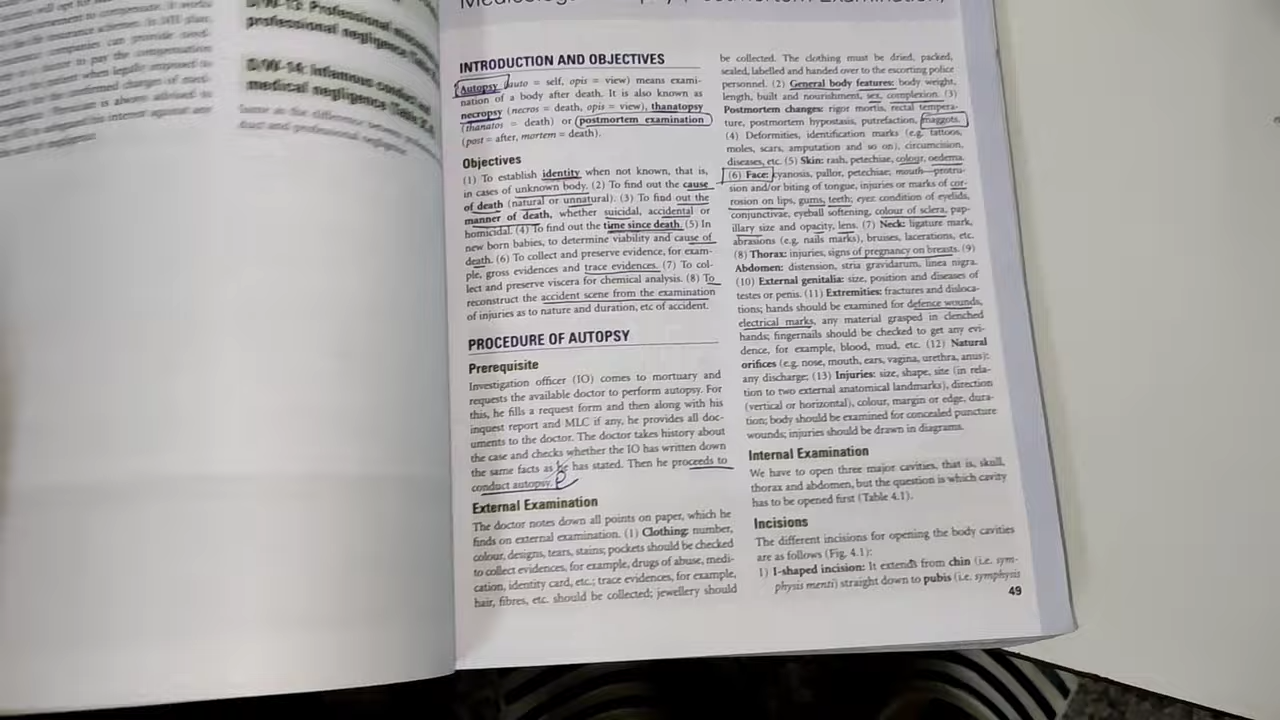 professional negligence
D/W-14: Infamous conduct and
medical negligence
INTRODUCTION AND OBJECTIVES
Autopsy (auto = self, opis = view) means exami-
nation of a body after death. It is also known as
necropsy (necros = death, opis = view), thanatopsy
(thanatos = death) or (postmortem examination
(post = after, mortem = death).
Objectives
(1) To establish identity when not known, that is,
in cases of unknown body. (2) To find out the cause
of death (natural or unnatural). (3) To find out the
manner of death, whether suicidal, accidental or
homicidal. (4) To find out the time since death. (5) In
new born babies, to determine viability and cause of
death. (6) To collect and preserve evidence, for exam-
ple, gross evidences and trace evidences. (7) To col-
lect and preserve viscera for chemical analysis. (8) To
reconstruct the accident scene from the examination
of injuries as to nature and duration, etc of accident.
PROCEDURE OF AUTOPSY
Prerequisite
Investigation officer (IO) comes to mortuary and
requests the available doctor to perform autopsy. For
this, he fills a request form and then along with his
inquest report and MLC if any, he provides all doc-
uments to the doctor. The doctor takes history about
the case and checks whether the IO has written down
the same facts as he has stated. Then he proceeds to
conduct autopsy.
External Examination
The doctor notes down all points on paper, which he
finds on external examination. (1) Clothing: number,
colour, designs, tears, stains; pockets should be checked
to collect evidences, for example, drugs of abuse, medi-
cation, identity card, etc.; trace evidences, for example,
hair, fibres, etc. should be collected; jewellery should
be collected. The clothing must be dried, packed,
sealed, labelled and handed over to the escorting police
personnel. (2) General body features: body weight,
length, built and nourishment, sex, complexion. (3)
Postmortem changes: rigor mortis, rectal tempera-
ture, postmortem hypostasis, putrefaction, maggots.
(4) Deformities, identification marks (e.g. tattoos,
moles, scars, amputation and so on), circumcision,
diseases, etc. (5) Skin: rash, petechiae, colour, oedema.
(6) Face: cyanosis, pallor, petechiae; mouth—protru-
sion and/or biting of tongue, injuries or marks of cor-
rosion on lips, gums, teeth; eyes: condition of eyelids,
conjunctivae, eyeball softening, colour of sclera, pap-
illary size and opacity, lens. (7) Neck: ligature mark,
abrasions (e.g. nails marks), bruises, lacerations, etc.
(8) Thorax: injuries, signs of pregnancy on breasts. (9)
Abdomen: distension, stria gravidarum, linea nigra.
(10) External genitalia: size, position and diseases of
testes or penis. (11) Extremities: fractures and disloca-
tions; hands should be examined for defence wounds,
electrical marks, any material grasped in clenched
hands; fingernails should be checked to get any evi-
dence, for example, blood, mud, etc. (12) Natural
orifices (e.g. nose, mouth, ears, vagina, urethra, anus):
any discharge; (13) Injuries: size, shape, site (in rela-
tion to two external anatomical landmarks), direction
(vertical or horizontal), colour, margin or edge, dura-
tion; body should be examined for concealed puncture
wounds; injuries should be drawn in diagrams.
Internal Examination
We have to open three major cavities, that is, skull,
thorax and abdomen, but the question is which cavity
has to be opened first (Table 4.1).
Incisions
The different incisions for opening the body cavities
are as follows (Fig. 4.1):
1) I-shaped incision: It extends from chin (i.e. sym-
physis menti) straight down to pubis (i.e. symphysis
49